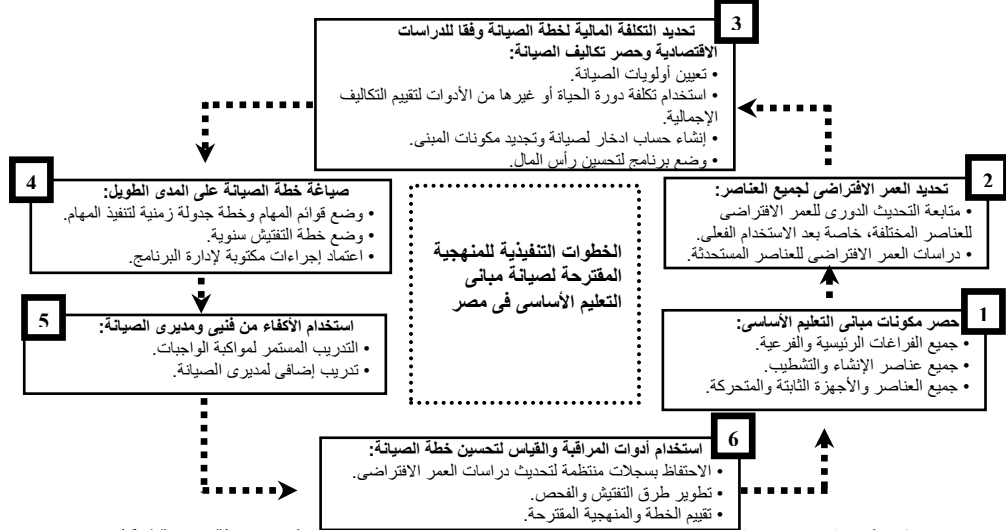 3
تحديد التكلفة المالية لخطة الصيانة وفقا للدراسات
الاقتصادية وحصر تكاليف الصيانة:
• تعيين أولويات الصيانة.
• استخدام تكلفة دورة الحياة أو غيرها من الأدوات لتقييم التكاليف
الإجمالية.
• إنشاء حساب ادخار لصيانة وتجديد مكونات المبنى.
• وضع برنامج لتحسين رأس المال.
2
تحديد العمر الافتراضى لجميع العناصر:
• متابعة التحديث الدورى للعمر الافتراضى
للعناصر المختلفة، خاصة بعد الاستخدام الفعلى.
• دراسات العمر الافتراضى للعناصر المستحدثة.
4
صياغة خطة الصيانة على المدى الطويل:
• وضع قوائم المهام وخطة جدولة زمنية لتنفيذ المهام.
• وضع خطة التفتيش سنوية.
• اعتماد إجراءات مكتوبة لإدارة البرنامج.
الخطوات التنفيذية للمنهجية
المقترحة لصيانة مبانى
التعليم الأساسى فى مصر
1
حصر مكونات مبانى التعليم الأساسى:
• جميع الفراغات الرئيسية والفرعية.
• جميع عناصر الإنشاء والتشطيب.
• جميع العناصر والأجهزة الثابتة والمتحركة.
5
استخدام الأكفاء من فنيى ومديرى الصيانة:
• التدريب المستمر لمواكبة الواجبات.
• تدريب إضافى لمديرى الصيانة.
6
استخدام أدوات المراقبة والقياس لتحسين خطة الصيانة:
• الاحتفاظ بسجلات منتظمة لتحديث دراسات العمر الافتراضى.
• تطوير طرق التفتيش والفحص.
• تقييم الخطة والمنهجية المقترحة.